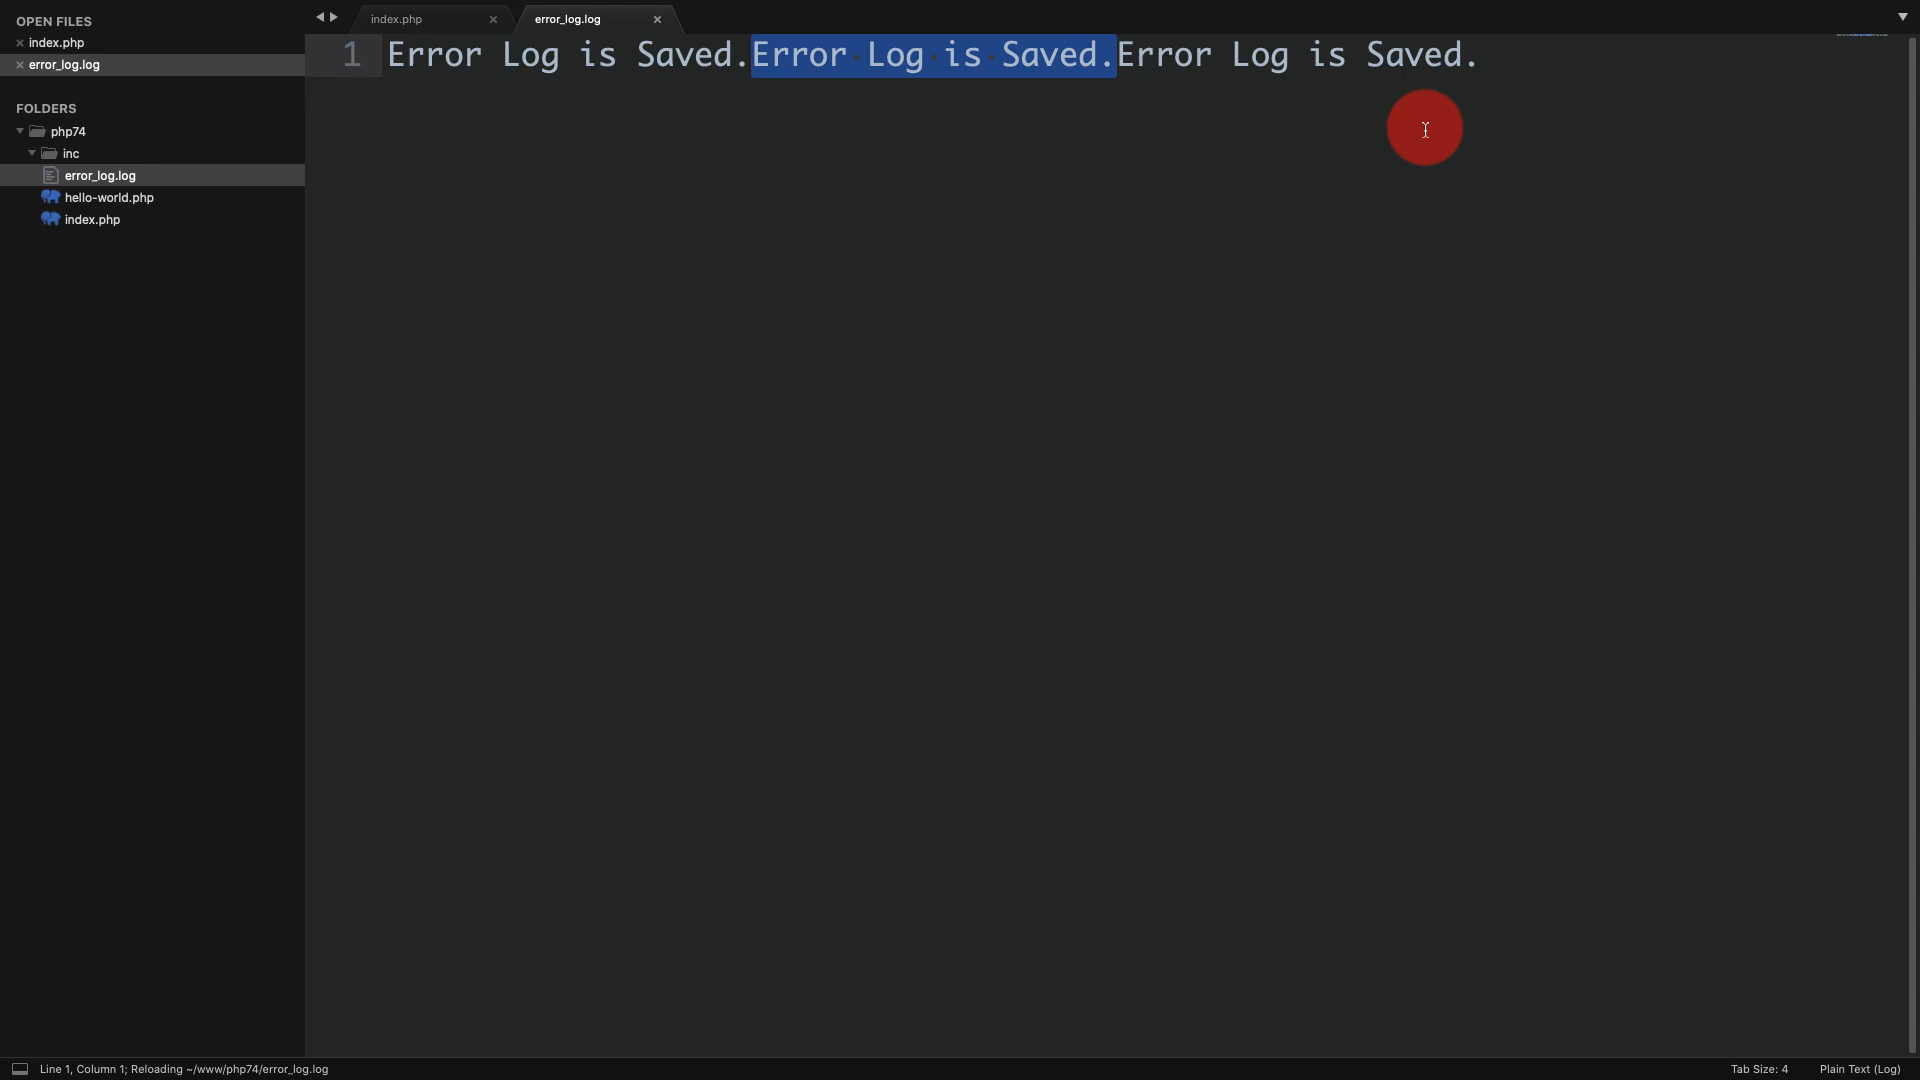 OPEN FILES
index.php
error_log.log
FOLDERS
php74
inc
error_log.log
hello-world.php
index.php
index.php
error_log.log
1 Error Log is Saved.Error Log is Saved.Error Log is Saved.
Line 1, Column 1; Reloading ~/www/php74/error_log.log
Tab Size: 4
Plain Text (Log)